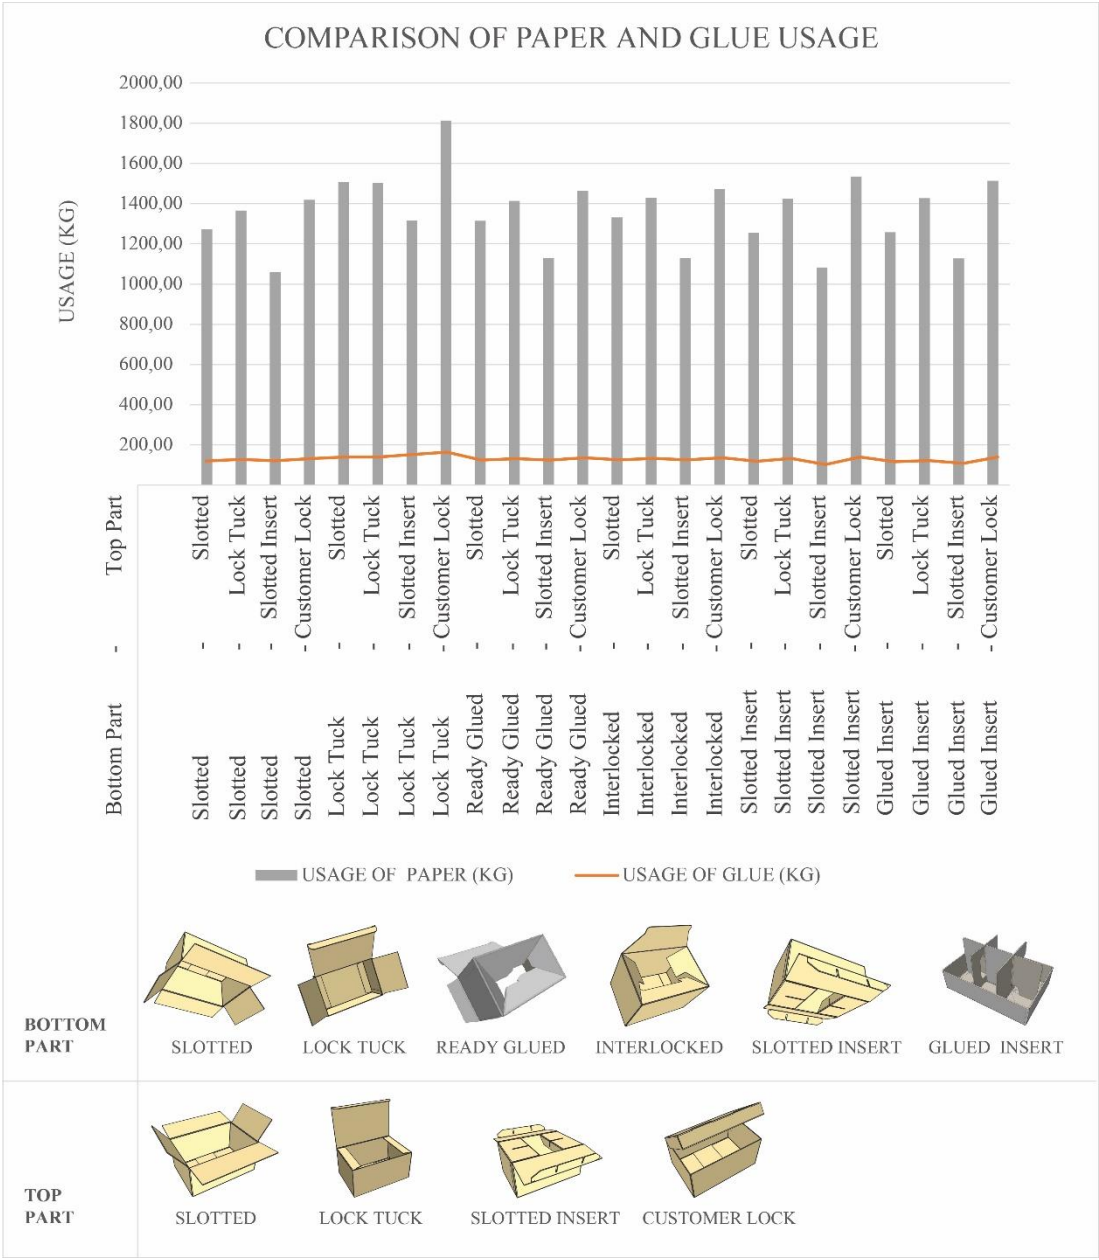 COMPARISON OF PAPER AND GLUE USAGE
USAGE (KG)
2000,00
1800,00
1600,00
1400,00
1200,00
1000,00
800,00
600,00
400,00
200,00
Bottom Part - Top Part
Slotted - Slotted
Slotted - Lock Tuck
Slotted - Slotted Insert
Slotted - Customer Lock
Lock Tuck - Slotted
Lock Tuck - Lock Tuck
Lock Tuck - Slotted Insert
Lock Tuck - Customer Lock
Ready Glued - Slotted
Ready Glued - Lock Tuck
Ready Glued - Slotted Insert
Ready Glued - Customer Lock
Interlocked - Slotted
Interlocked - Lock Tuck
Interlocked - Slotted Insert
Interlocked - Customer Lock
Slotted Insert - Slotted
Slotted Insert - Lock Tuck
Slotted Insert - Slotted Insert
Slotted Insert - Customer Lock
Glued Insert - Slotted
Glued Insert - Lock Tuck
Glued Insert - Slotted Insert
Glued Insert - Customer Lock
USAGE OF PAPER (KG) USAGE OF GLUE (KG)
BOTTOM
PART
SLOTTED LOCK TUCK READY GLUED INTERLOCKED SLOTTED INSERT GLUED INSERT
TOP
PART
SLOTTED LOCK TUCK SLOTTED INSERT CUSTOMER LOCK